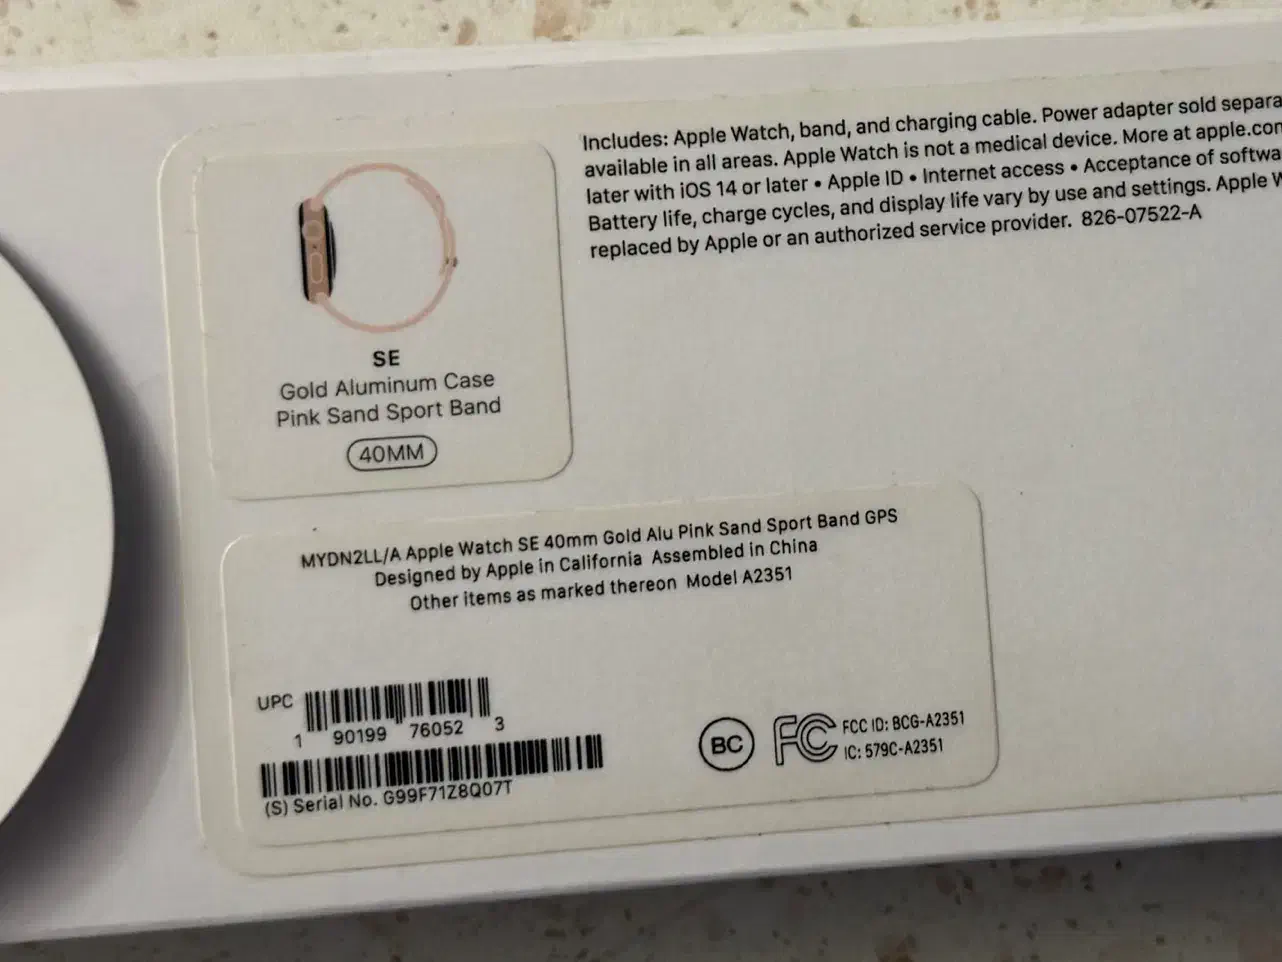 Includes: Apple Watch, band, and charging cable. Power adapter sold separa
available in all areas. Apple Watch is not a medical device. More at apple.com
later with iOS 14 or later • Apple ID • Internet access • Acceptance of softwa
Battery life, charge cycles, and display life vary by use and settings. Apple W
replaced by Apple or an authorized service provider. 826-07522-A
SE
Gold Aluminum Case
Pink Sand Sport Band
40MM
MYDN2LL/A Apple Watch SE 40mm Gold Alu Pink Sand Sport Band GPS
Designed by Apple in California Assembled in China
Other items as marked thereon Model A2351
UPC
1 90199 76052 3
(S) Serial No. G99F71Z8Q07T
BC
FC
FCC ID: BCG-A2351
IC: 579C-A2351